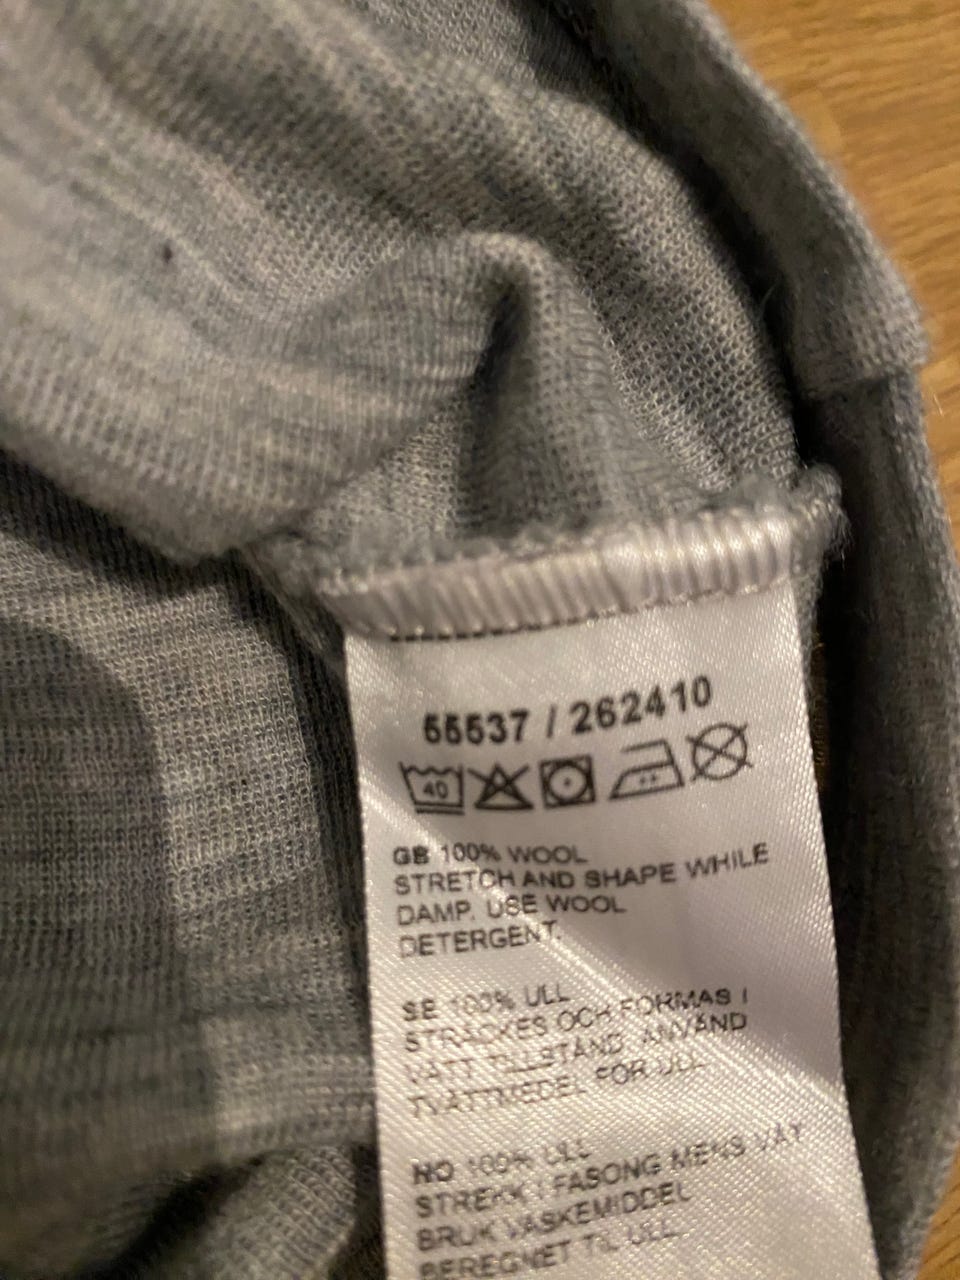 55537 / 262410
40
GB 100% WOOL
STRETCH AND SHAPE WHILE
DAMP. USE WOOL
DETERGENT.
SE 100% ULL
STRÄCKES OCH FORMAS I
VÅTT TILLSTÅND. ANVÄND
TVÄTTMEDEL FÖR ULL.
NO 100% ULL
STREKK I FASONG MENS VÅT
BRUK VASKEMIDDEL
BEREGNET TIL ULL.